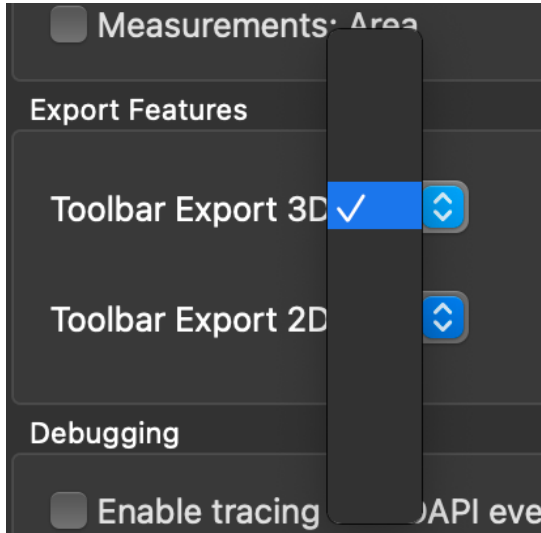 Measurements: Area
Export Features
Toolbar Export 3D
Toolbar Export 2D
Debugging
Enable tracing